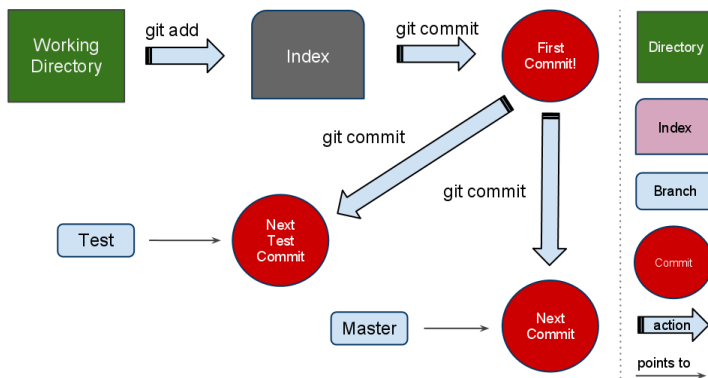 Working
Directory
git add
Index
git commit
First
Commit!
git commit
git commit
Test
Next
Test
Commit
Master
Next
Commit
Directory
Index
Branch
Commit
action
points to